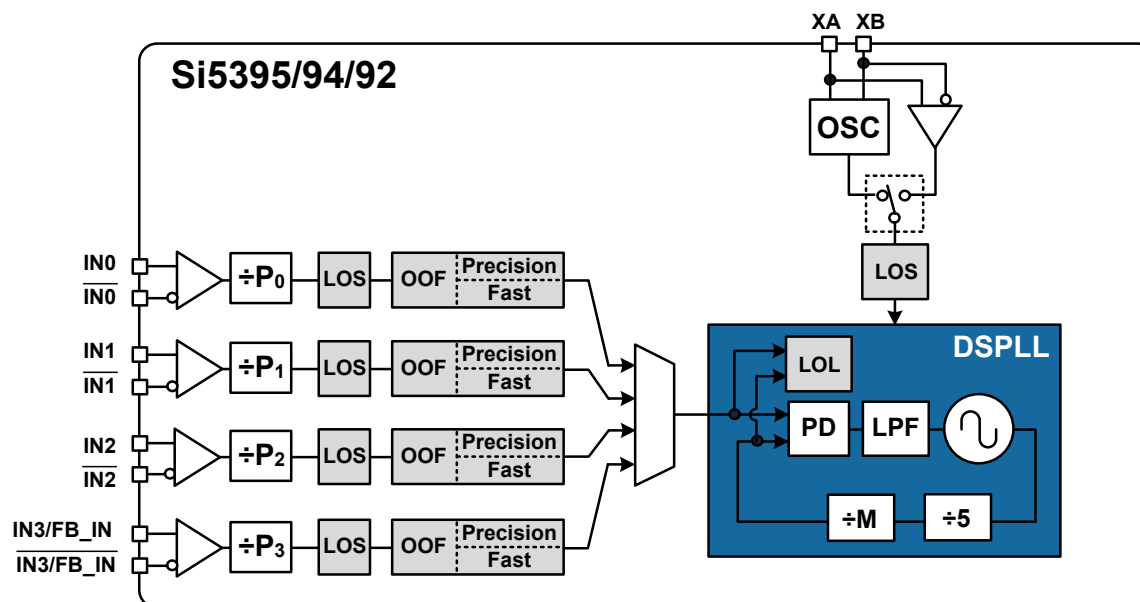 XA XB
Si5395/94/92
OSC
LOS
IN0
IN0
÷P0
LOS
OOF
Precision
Fast
IN1
IN1
÷P1
LOS
OOF
Precision
Fast
IN2
IN2
÷P2
LOS
OOF
Precision
Fast
IN3/FB_IN
IN3/FB_IN
÷P3
LOS
OOF
Precision
Fast
DSPLL
LOL
PD
LPF
÷M
÷5